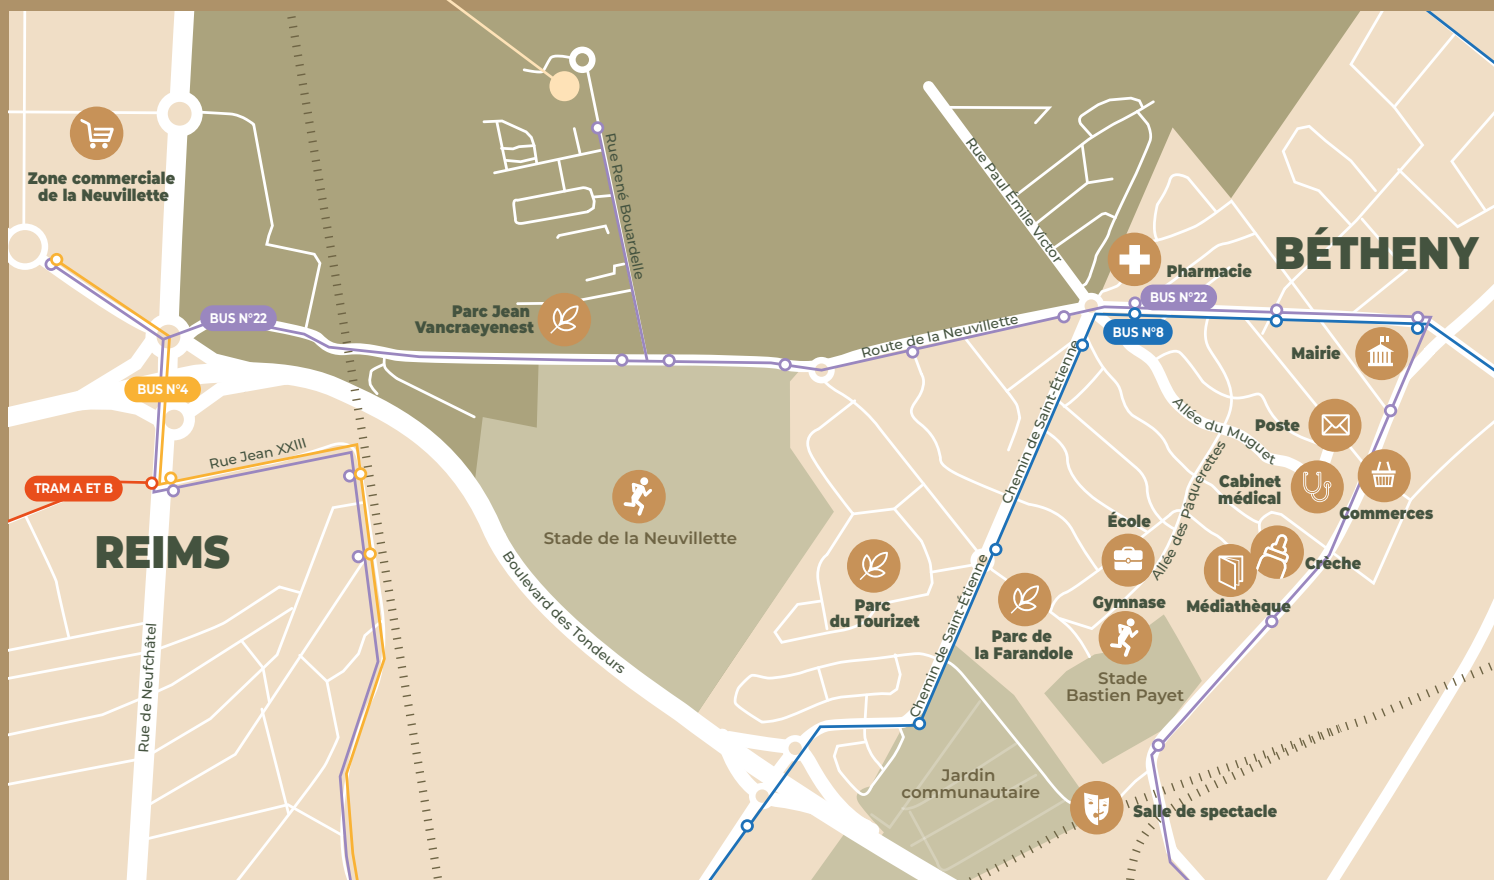 Zone commerciale
de la Neuvillette
BUS N°22
BUS N°4
Rue Jean XXIII
TRAM A ET B
REIMS
Rue de Neufchâtel
Rue René Bouardelle
Parc Jean
Vancraeyenest
Stade de la Neuvillette
Boulevard des Tondeurs
Rue Paul Émile Victor
Route de la Neuvillette
Pharmacie
BÉTHENY
BUS N°22
BUS N°8
Mairie
Chemin de Saint-Étienne
Allée du Muguet
Poste
Allée des Pâquerettes
Cabinet
médical
Commerces
École
Crèche
Médiathèque
Gymnase
Parc
du Tourizet
Chemin de Saint-Étienne
Parc de
la Farandole
Stade
Bastien Payet
Jardin
communautaire
Salle de spectacle